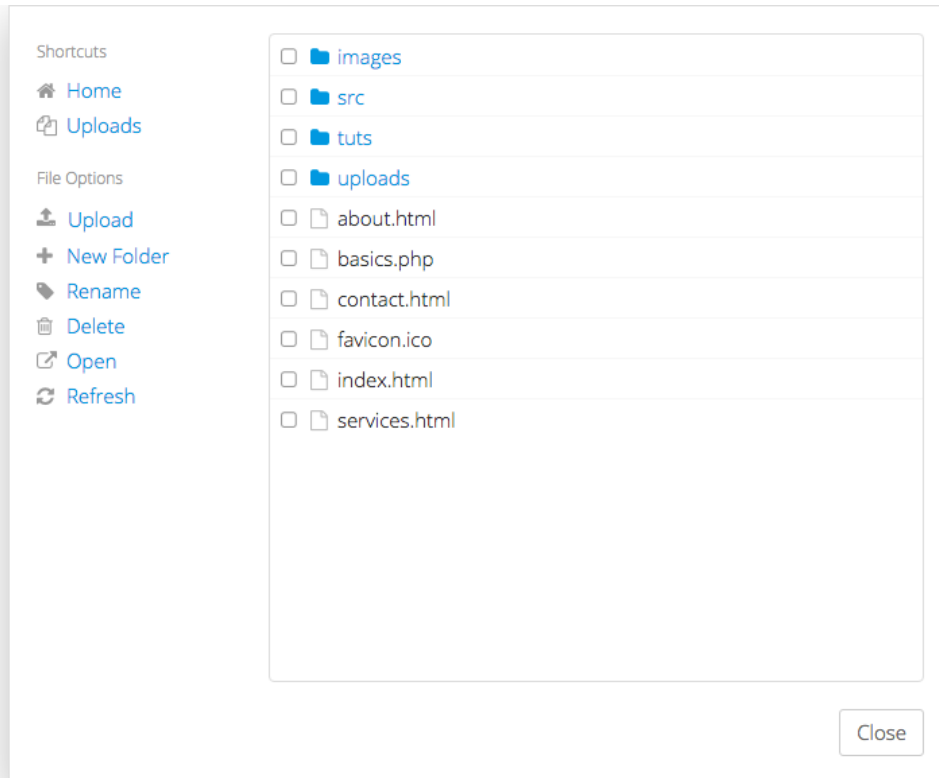 Shortcuts
Home
Uploads
File Options
Upload
New Folder
Rename
Delete
Open
Refresh
images
src
tuts
uploads
about.html
basics.php
contact.html
favicon.ico
index.html
services.html
Close